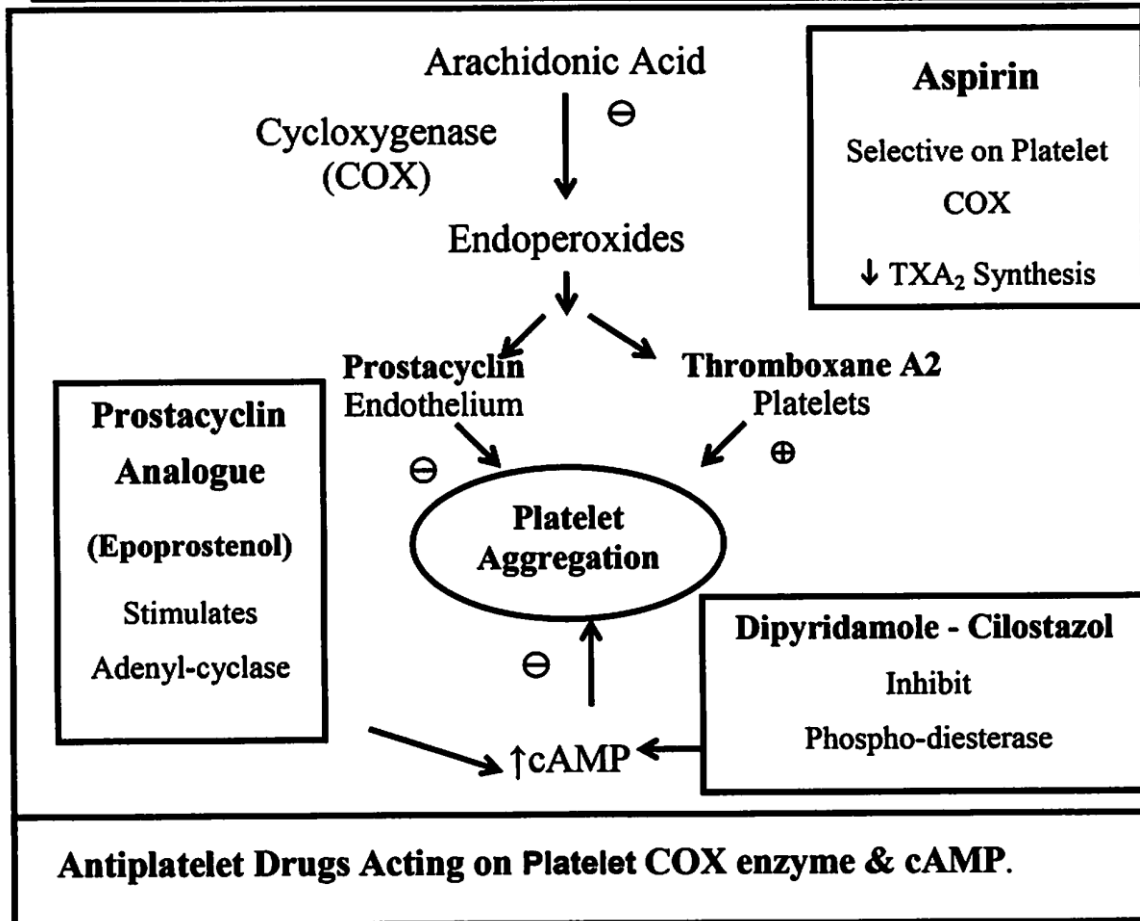 Arachidonic Acid
⊖
Cycloxygenase
(COX)
Endoperoxides
Aspirin
Selective on Platelet
COX
↓ TXA₂ Synthesis
Prostacyclin
Endothelium
Thromboxane A2
Platelets
⊖
⊕
Prostacyclin
Analogue
(Epoprostenol)
Stimulates
Adenyl-cyclase
Platelet
Aggregation
⊖
↑cAMP
Dipyridamole - Cilostazol
Inhibit
Phospho-diesterase
Antiplatelet Drugs Acting on Platelet COX enzyme & cAMP.